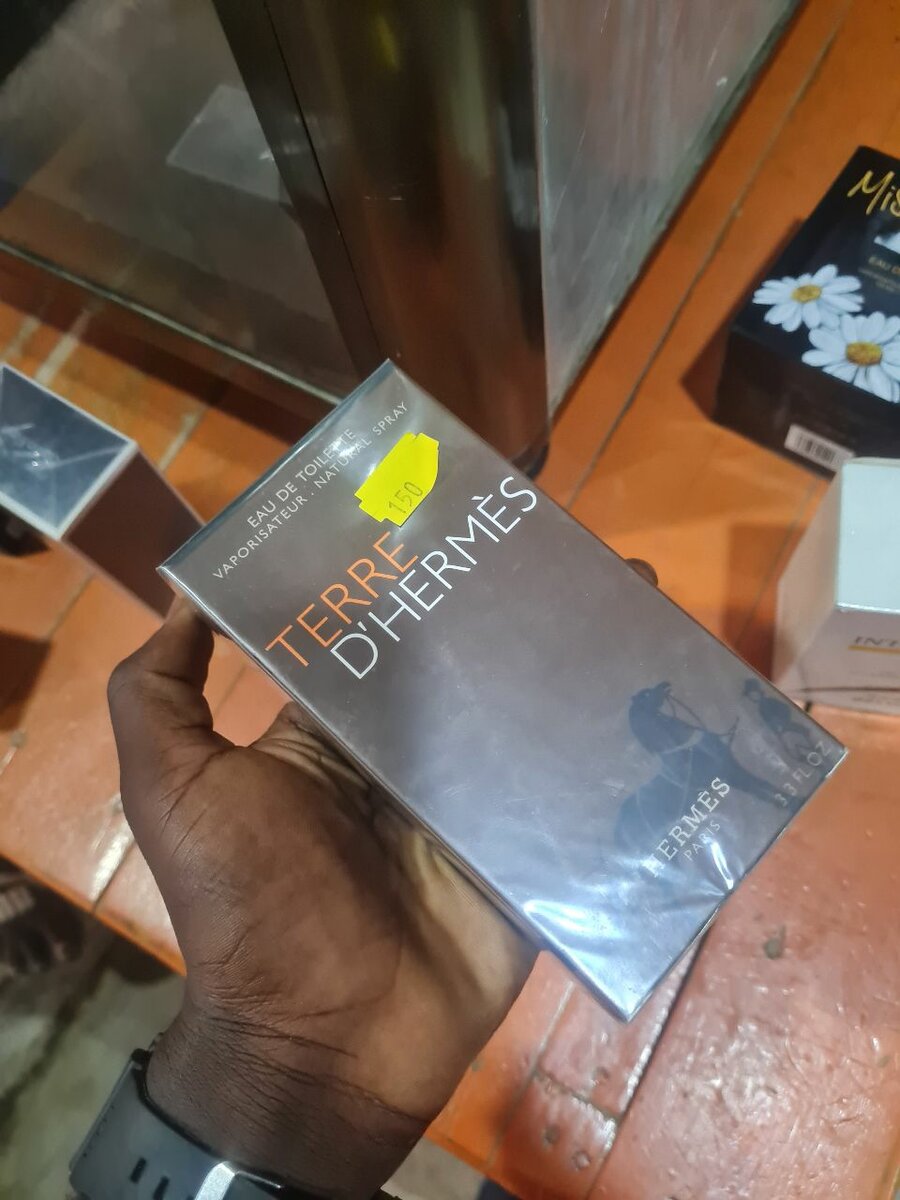 EAU DE TOILETTE
VAPORISATEUR . NATURAL SPRAY
150
TERRE
D'HERMÈS
HERMÈS
PARIS
3.3 FL.OZ